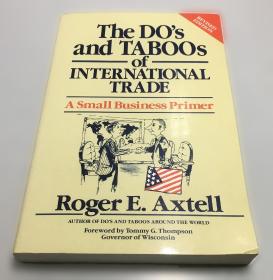 The DO's
and TABOOs
of
INTERNATIONAL
TRADE
REVISED
EDITION
A Small Business Primer
Roger E. Axtell
AUTHOR OF DO'S AND TABOOS AROUND THE WORLD
Foreword by Tommy G. Thompson
Governor of Wisconsin